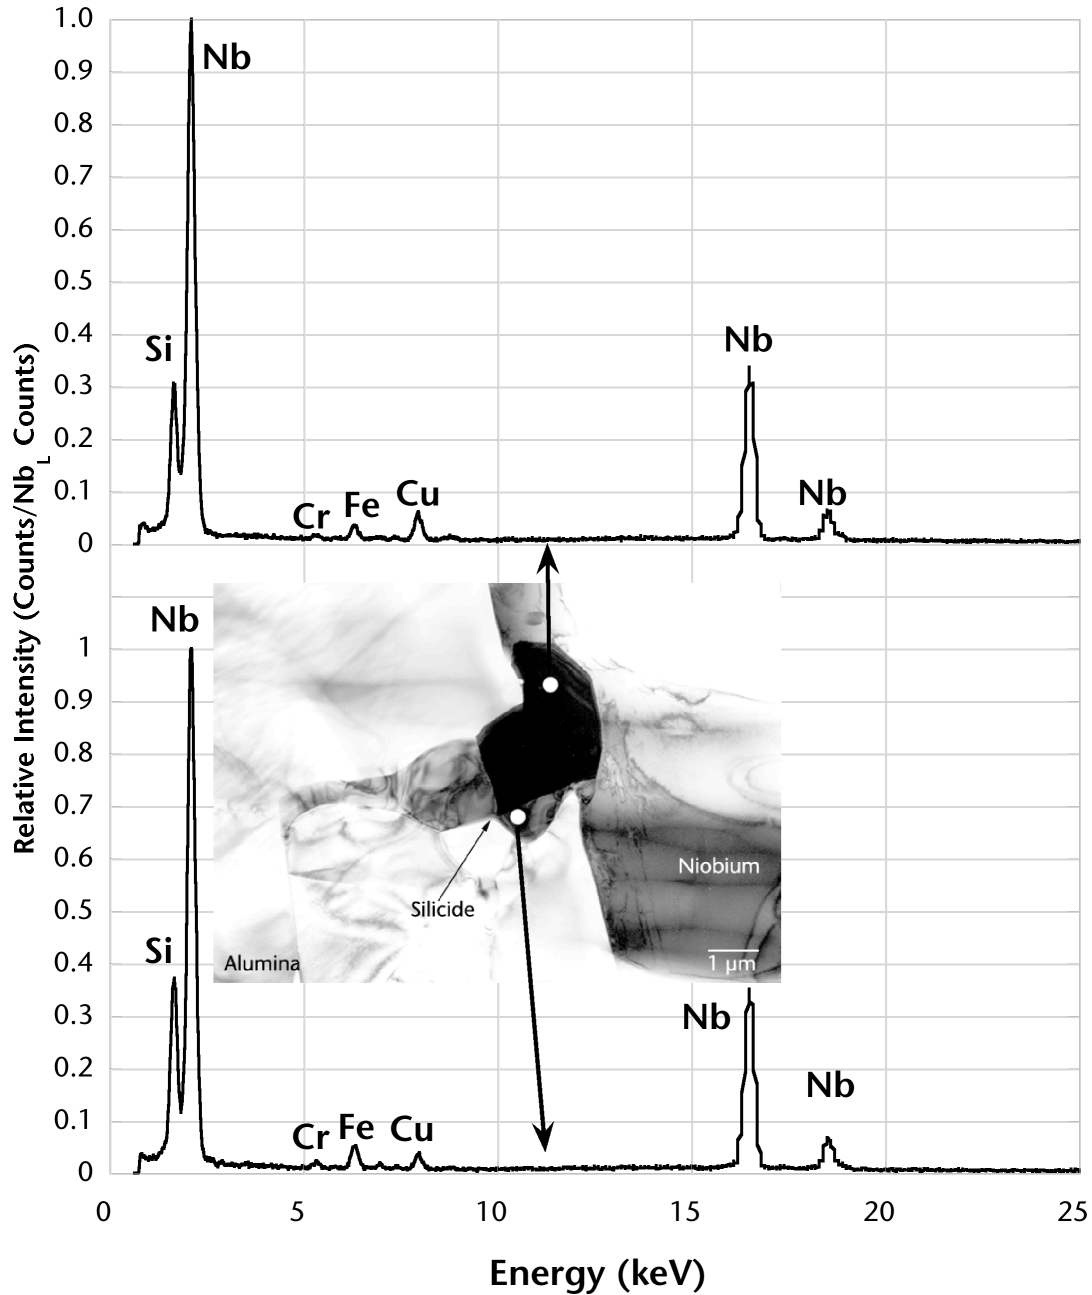 1.0
Nb
0.9
0.8
0.7
0.6
0.5
0.4
Si
Nb
0.3
0.2
0.1
Cr Fe Cu
Nb
0
Relative Intensity (Counts/NbL Counts)
Nb
1
0.9
0.8
0.7
0.6
0.5
0.4
Si
0.3
0.2
0.1
0
Niobium
Silicide
Alumina
1 μm
Nb
Nb
Cr Fe Cu
0 5 10 15 20 25
Energy (keV)